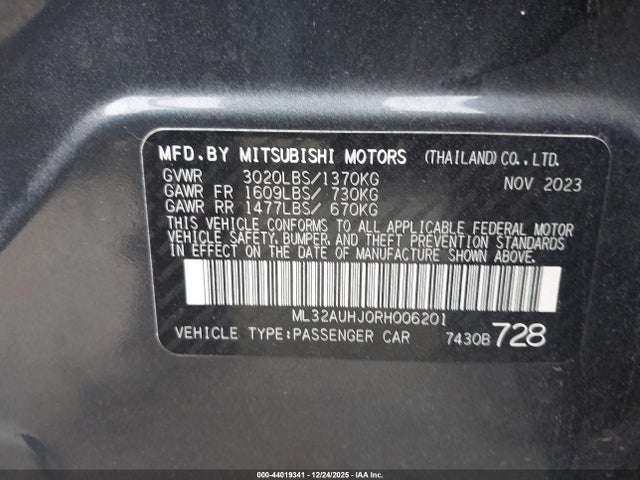 MFD.BY MITSUBISHI MOTORS (THAILAND)CO.,LTD.
GVWR 3020LBS/1370KG NOV 2023
GAWR FR 1609LBS/ 730KG
GAWR RR 1477LBS/ 670KG
THIS VEHICLE CONFORMS TO ALL APPLICABLE FEDERAL MOTOR
VEHICLE SAFETY, BUMPER, AND THEFT PREVENTION STANDARDS
IN EFFECT ON THE DATE OF MANUFACTURE SHOWN ABOVE.
ML32AUHJ0RH006201
VEHICLE TYPE:PASSENGER CAR 7430B 728
000-44019341 - 12/24/2025 - IAA Inc.